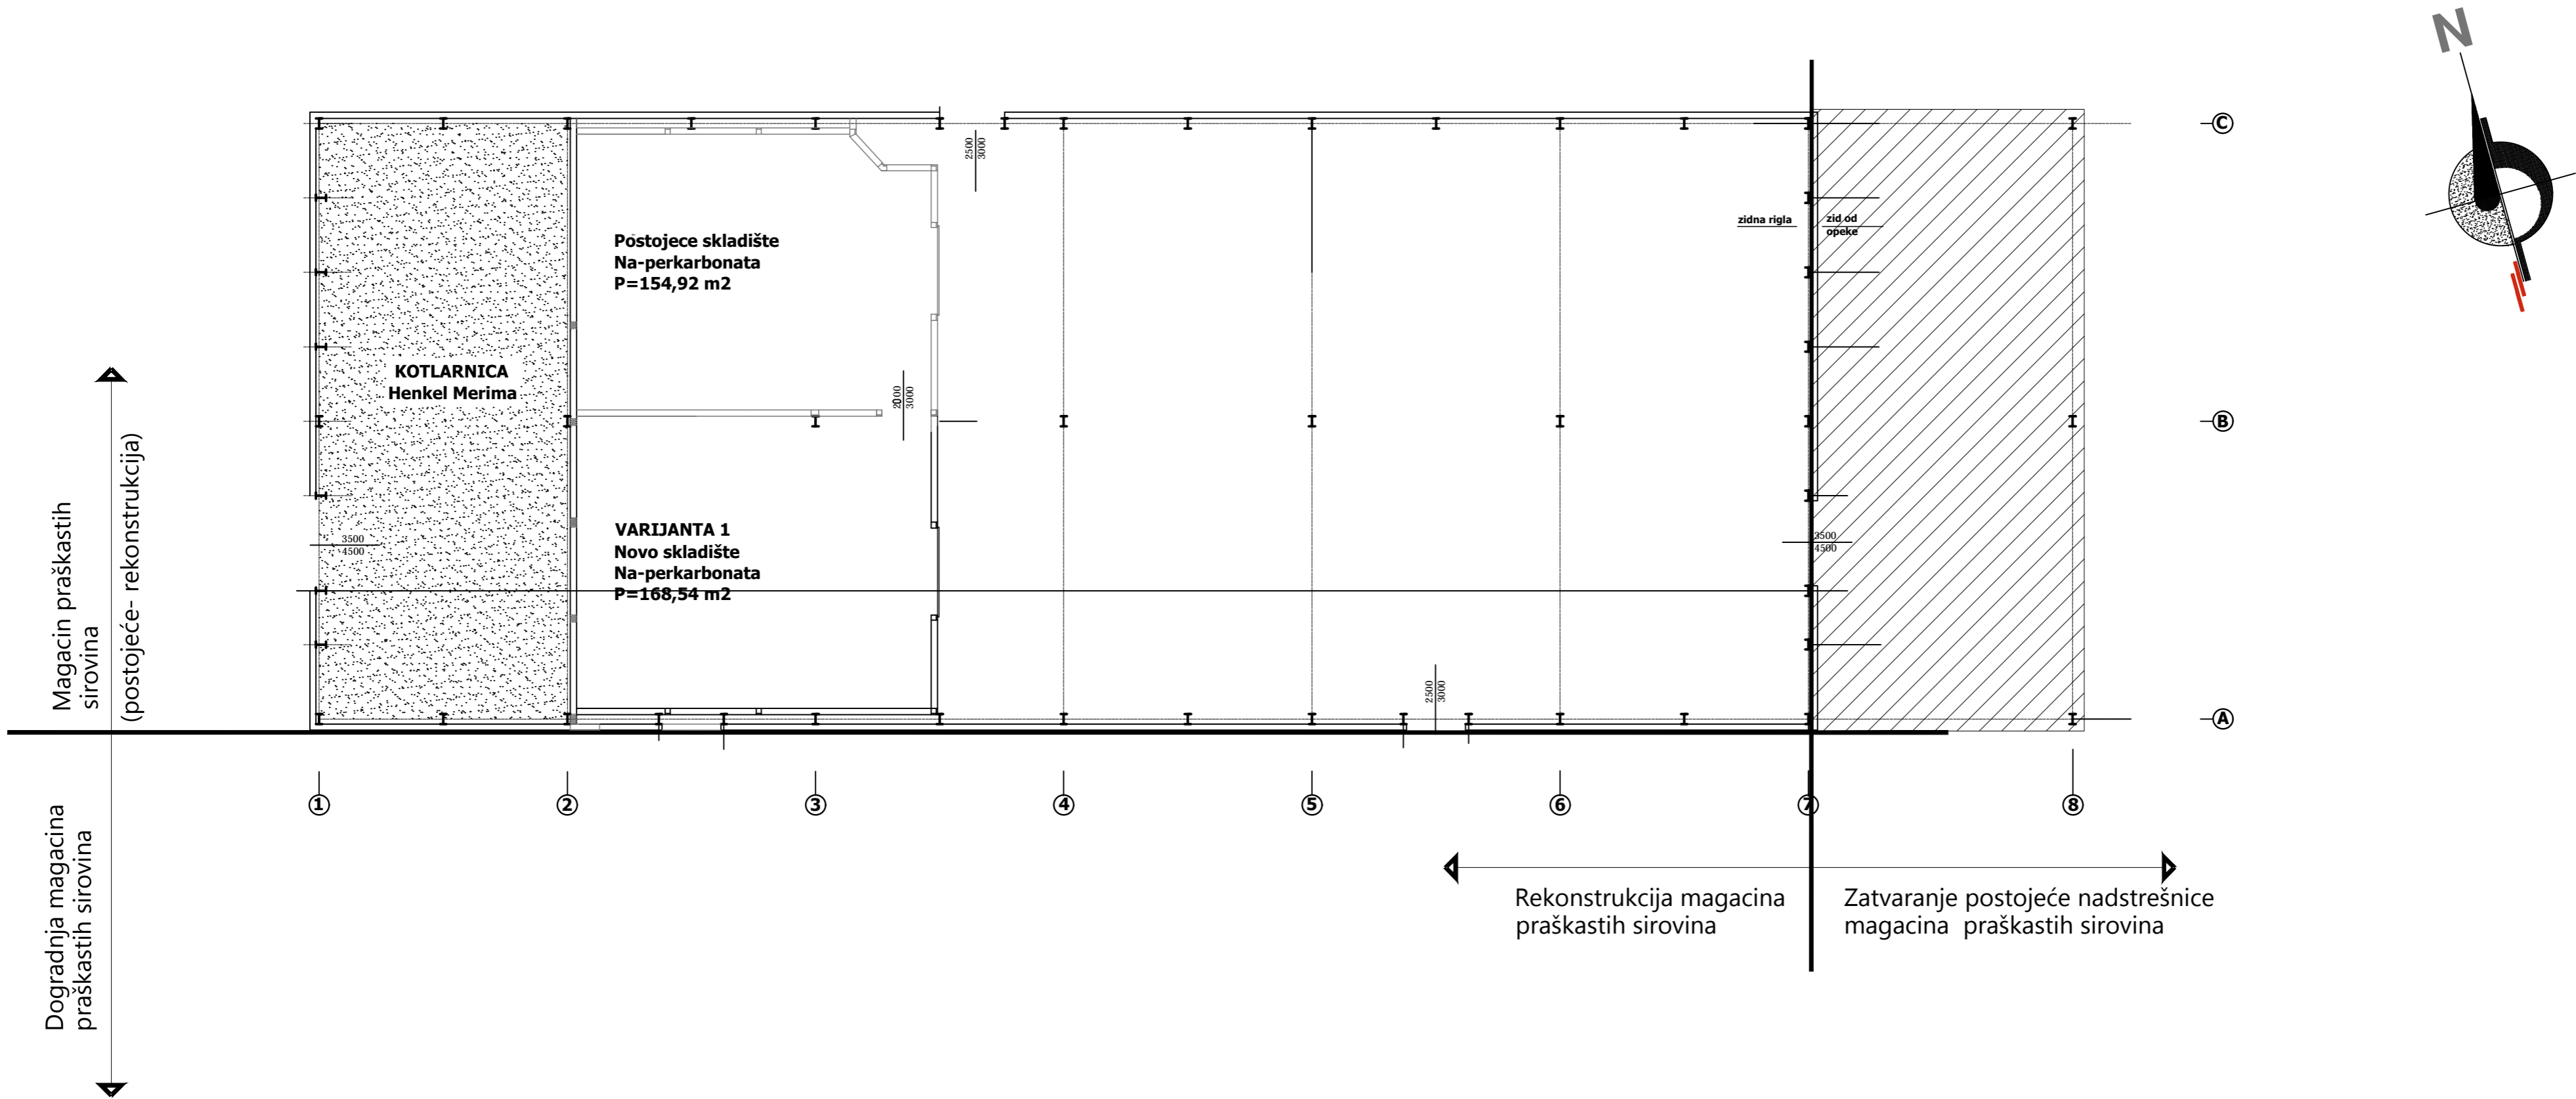 N
C
2500
3000
zidna rigla
zid od
opeke
Postojece skladište
Na-perkarbonata
P=154,92 m2
KOTLARNICA
Henkel Merima
3000
B
Magacin praškastih
sirovina
(postojeće- rekonstrukcija)
VARIJANTA 1
Novo skladište
Na-perkarbonata
P=168,54 m2
3500
4500
3500
4500
2500
3000
A
1
2
3
4
5
6
7
8
Dogradnja magacina
praškastih sirovina
Rekonstrukcija magacina
praškastih sirovina
Zatvaranje postojeće nadstrešnice
magacina praškastih sirovina